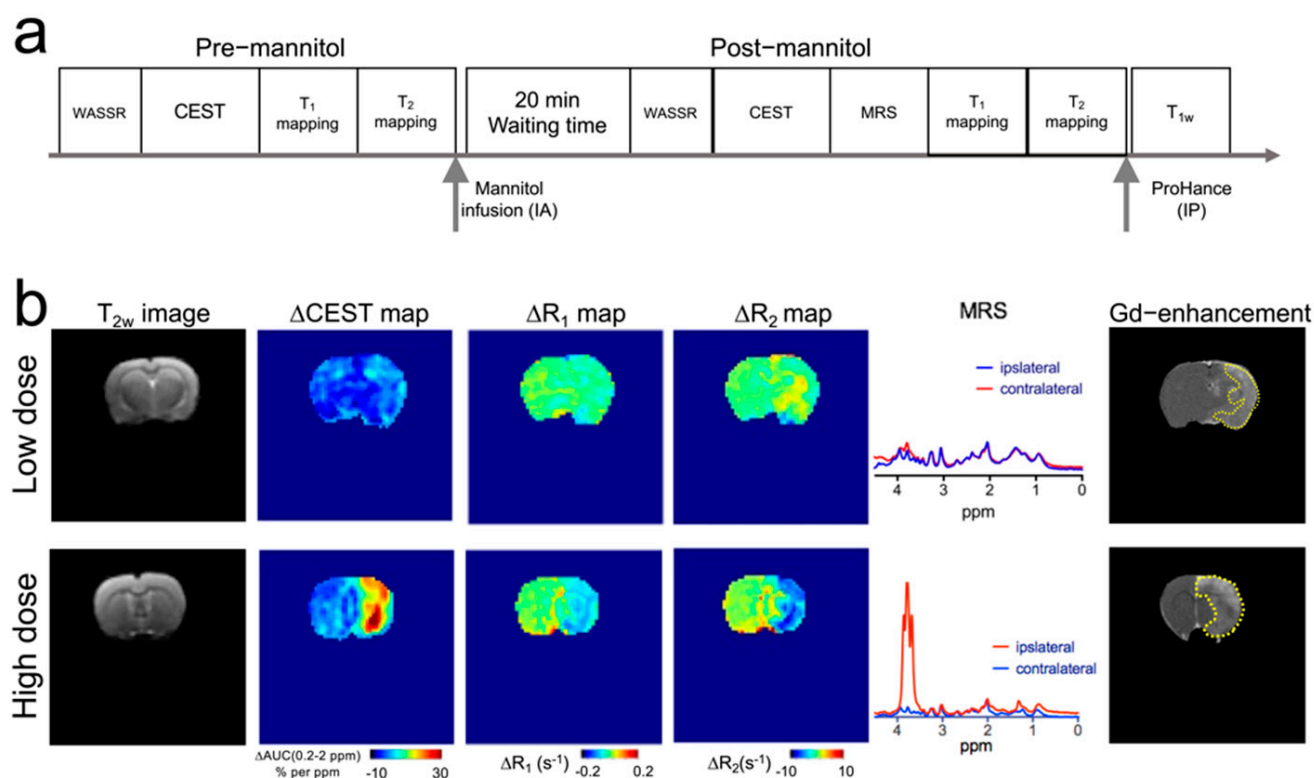 a
Pre−mannitol
Post−mannitol
WASSR
CEST
T1
mapping
T2
mapping
20 min
Waiting time
WASSR
CEST
MRS
T1
mapping
T2
mapping
T1w
Mannitol
infusion (IA)
ProHance
(IP)
b
T2w image
ΔCEST map
ΔR1 map
ΔR2 map
MRS
Gd−enhancement
Low dose
ipslateral
contralateral
4 3 2 1 0
ppm
High dose
ipslateral
contralateral
4 3 2 1 0
ppm
ΔAUC(0.2-2 ppm)
% per ppm
-10 30
ΔR1 (s-1)
-0.2 0.2
ΔR2(s-1)
-10 10